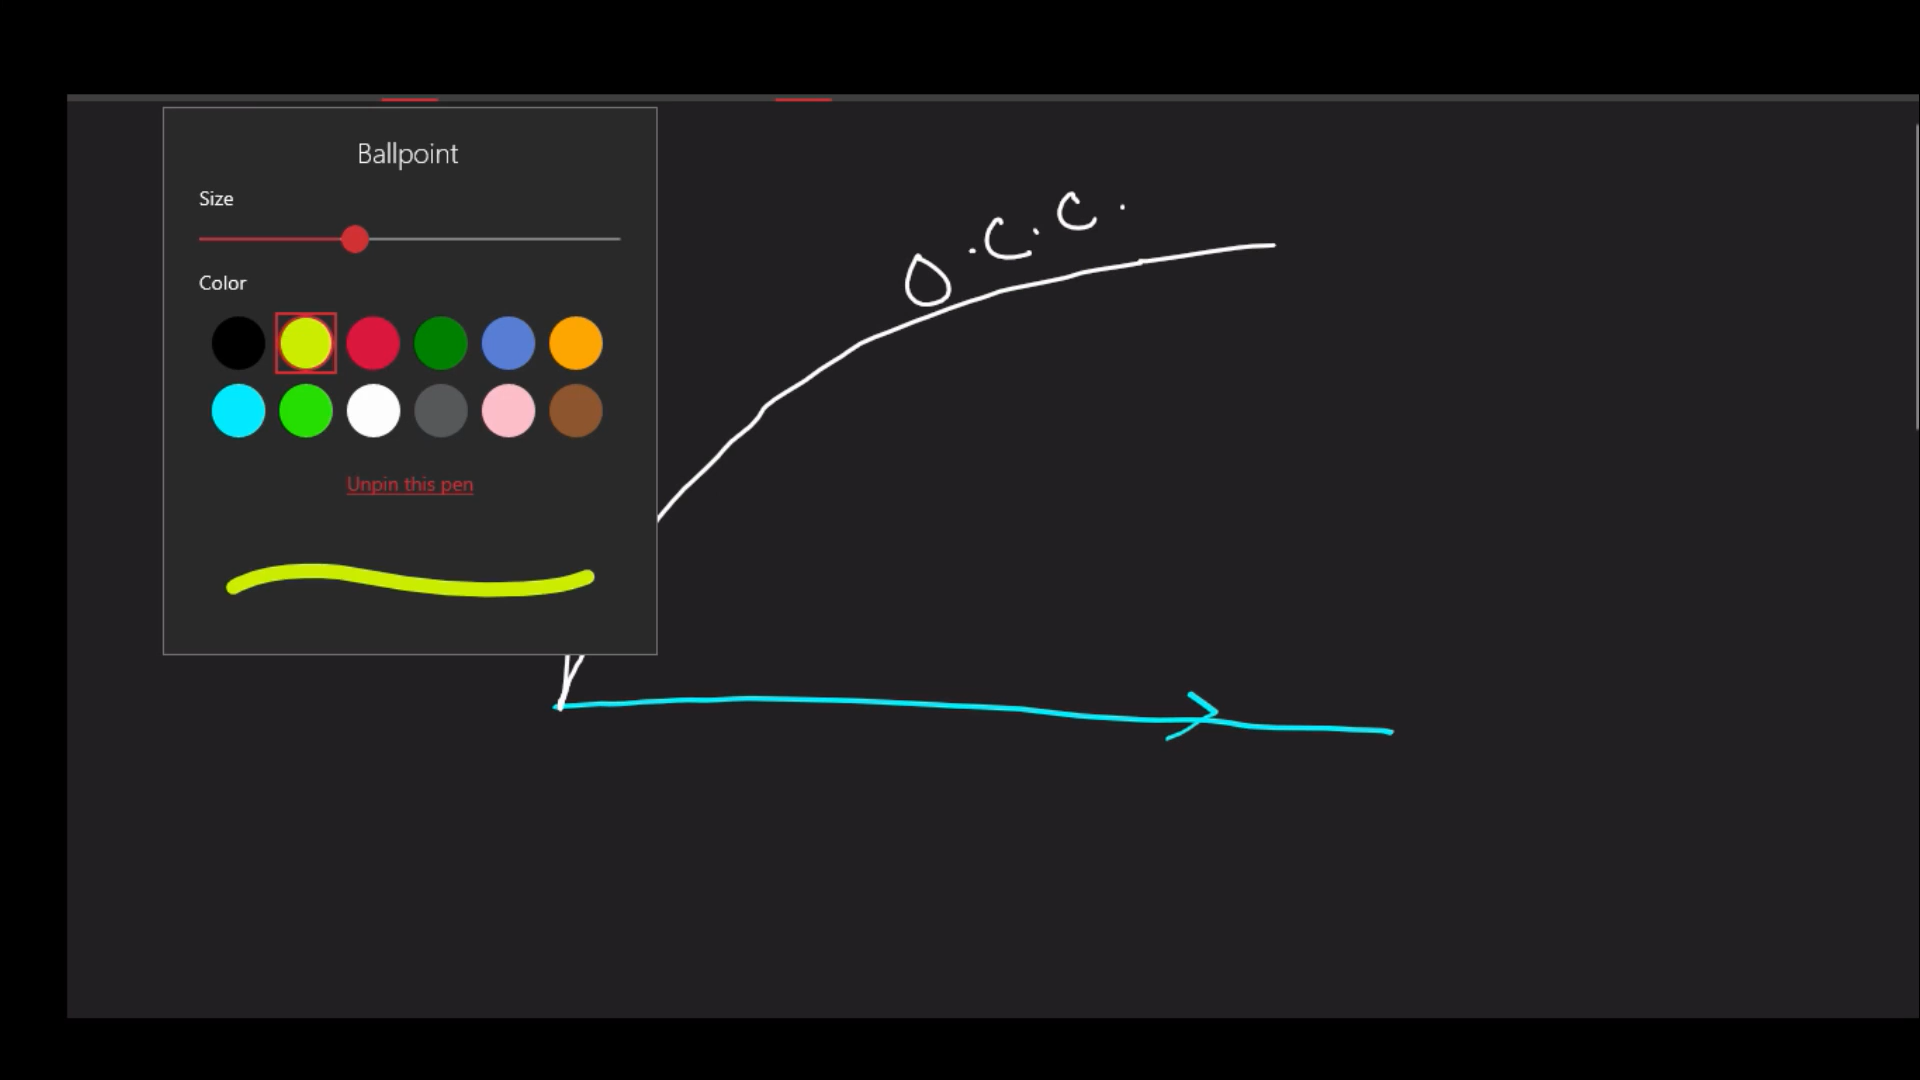 Ballpoint
Size
Color
Unpin this pen
O.C.C.